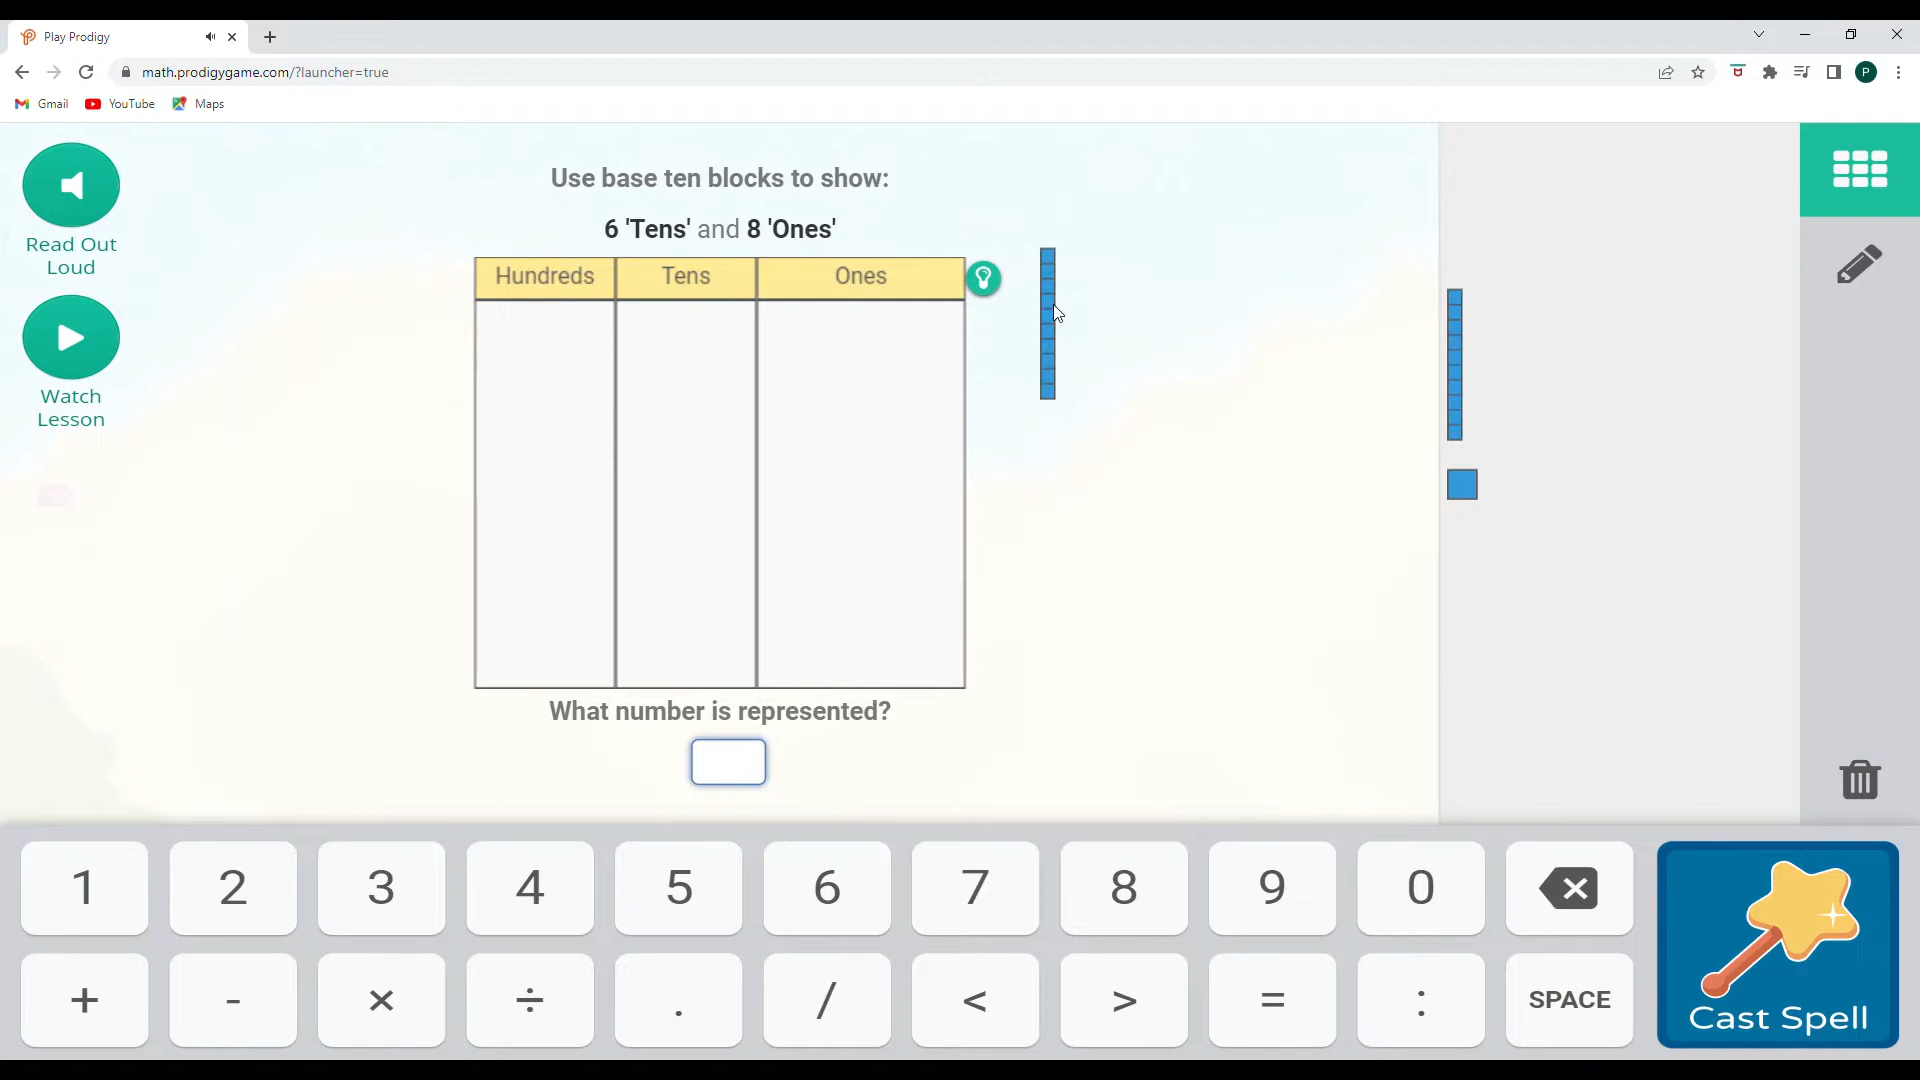 Play Prodigy
math.prodigygame.com/?launcher=true
P
Gmail YouTube Maps
Read Out
Loud
Watch
Lesson
Use base ten blocks to show:
6 'Tens' and 8 'Ones'
Hundreds Tens Ones
What number is represented?
1 2 3 4 5 6 7 8 9 0
+ - × ÷ . / < > = : SPACE
Cast Spell